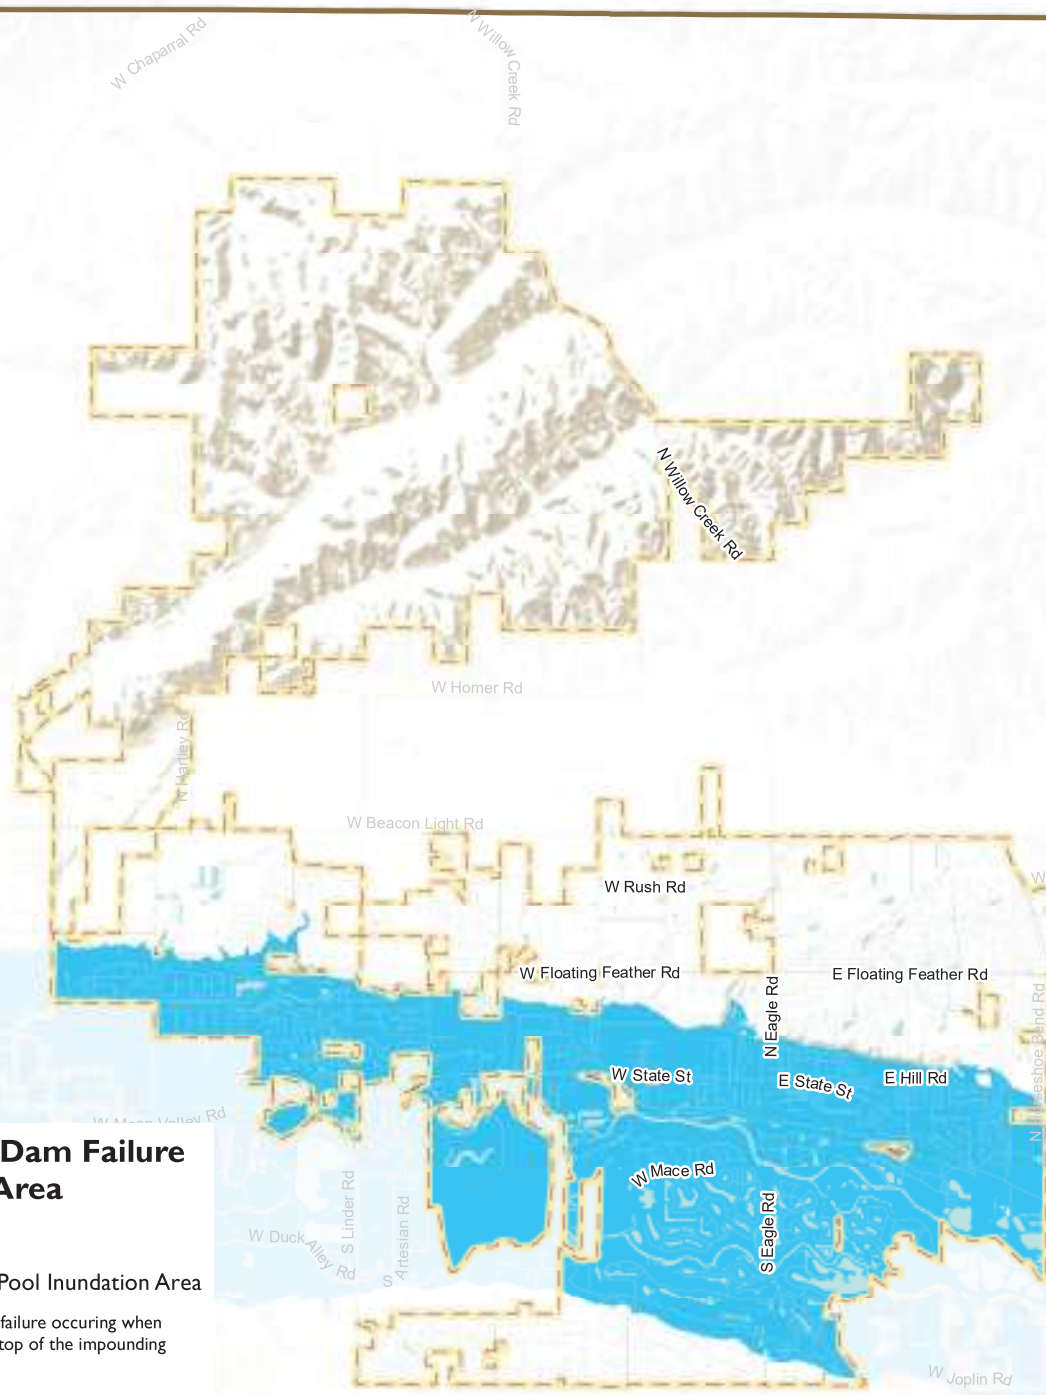 W Chaparral Rd
N Willow Creek Rd
N Willow Creek Rd
W Homer Rd
N Hartley Rd
W Beacon Light Rd
W Rush Rd
W
W Floating Feather Rd
E Floating Feather Rd
N Eagle Rd
N Horseshoe Bend Rd
W State St
E State St
E Hill Rd
W Moon Valley Rd
Dam Failure
Area
W Mace Rd
S Linder Rd
S Artesian Rd
S Eagle Rd
W Duck Alley Rd
Pool Inundation Area
failure occuring when
top of the impounding
W Joplin Rd